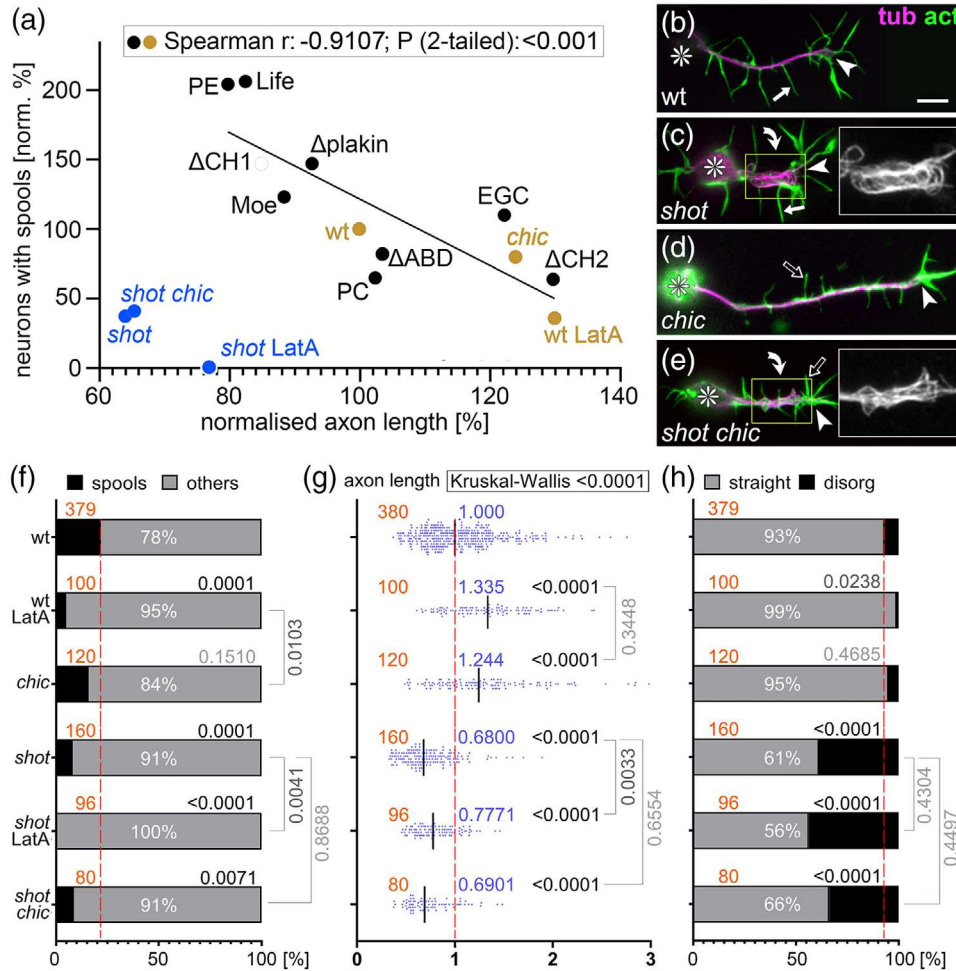 (a)
Spearman r: -0.9107; P (2-tailed):<0.001
neurons with spools [norm. %]
200
150
100
50
0
PE
Life
ΔCH1
Δplakin
Moe
wt
EGC
chic
ΔABD
PC
ΔCH2
wt LatA
shot chic
shot
shot LatA
60 80 100 120 140
normalised axon length [%]
tub act
(b)
wt
(c)
shot
(d)
chic
(e)
shot chic
(f)
spools others
379
wt 78%
100 0.0001
wt
LatA 95%
0.0103
120 0.1510
chic 84%
160 0.0001
shot 91%
0.0041
96 <0.0001
shot
LatA 100%
0.8688
80 0.0071
shot
chic 91%
0 50 100 [%]
(g) axon length Kruskal-Wallis <0.0001
380 1.000
100 1.335 <0.0001
0.3448
120 1.244 <0.0001
160 0.6800 <0.0001
0.0033
96 0.7771 <0.0001
0.6554
80 0.6901 <0.0001
0 1 2 3
(h)
straight disorg
379
93%
100 0.0238
99%
120 0.4685
95%
160 <0.0001
61%
0.4304
96 <0.0001
56%
0.4497
80 <0.0001
66%
0 50 100 [%]